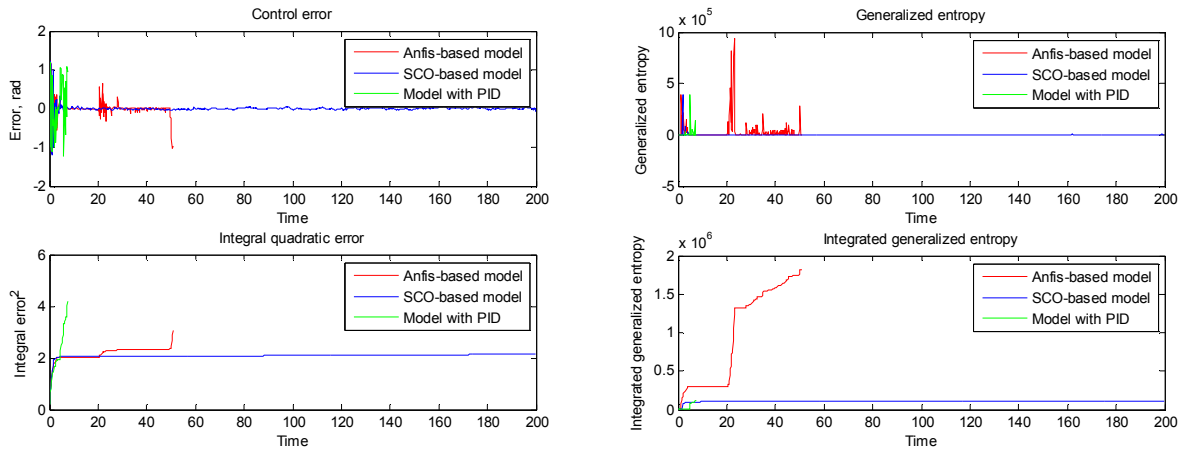 Control error
2
1
0
-1
-2
Error, rad
0 20 40 60 80 100 120 140 160 180 200
Time
Anfis-based model
SCO-based model
Model with PID
Generalized entropy
x 10^5
10
5
0
-5
Generalized entropy
0 20 40 60 80 100 120 140 160 180 200
Time
Anfis-based model
SCO-based model
Model with PID
Integral quadratic error
6
4
2
0
Integral error²
0 20 40 60 80 100 120 140 160 180 200
Time
Anfis-based model
SCO-based model
Model with PID
Integrated generalized entropy
x 10^6
2
1.5
1
0.5
0
Integrated generalized entropy
0 20 40 60 80 100 120 140 160 180 200
Time
Anfis-based model
SCO-based model
Model with PID